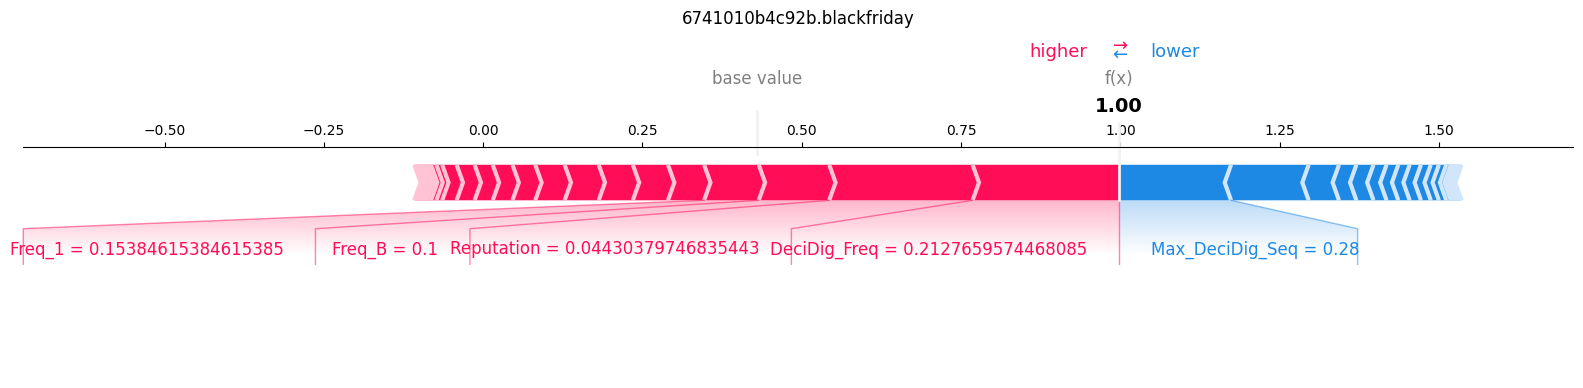 6741010b4c92b.blackfriday
higher ⇄ lower
base value f(x)
1.00
−0.50 −0.25 0.00 0.25 0.50 0.75 1.00 1.25 1.50
Freq_1 = 0.15384615384615385 Freq_B = 0.1 Reputation = 0.04430379746835443 DeciDig_Freq = 0.2127659574468085 Max_DeciDig_Seq = 0.28